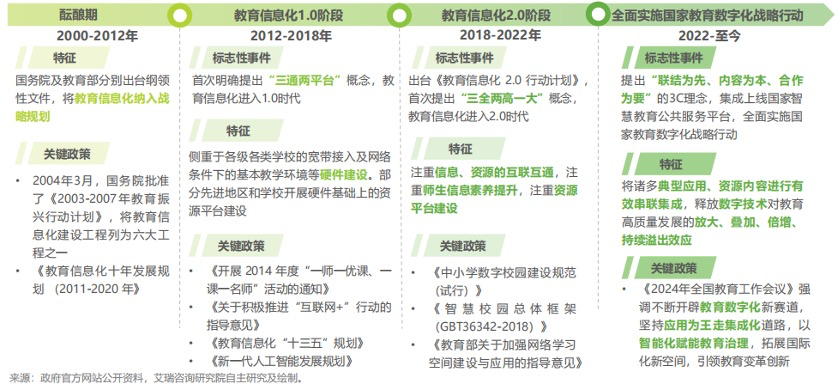 酝酿期
2000-2012年
特征
国务院及教育部分别出台纲领
性文件，将教育信息化纳入战
略规划
关键政策
• 2004年3月，国务院批准
了《2003-2007年教育振
兴行动计划》，将教育信
息化建设工程列为六大工
程之一
• 《教育信息化十年发展规
划 （2011-2020 年》
教育信息化1.0阶段
2012-2018年
标志性事件
首次明确提出“三通两平台”概念，教
育信息化进入1.0时代
特征
侧重于各级各类学校的宽带接入及网络
条件下的基本教学环境等硬件建设。部
分先进地区和学校开展硬件基础上的资
源平台建设
关键政策
• 《开展 2014 年度“一师一优课、一
课一名师”活动的通知》
• 《关于积极推进“互联网+”行动的
指导意见》
• 《教育信息化“十三五”规划》
• 《新一代人工智能发展规划》
教育信息化2.0阶段
2018-2022年
标志性事件
出台《教育信息化 2.0 行动计划》，
首次提出“三全两高一大”概念，
教育信息化进入2.0时代
特征
注重信息、资源的互联互通，注
重师生信息素养提升，注重资源
平台建设
关键政策
• 《中小学数字校园建设规范
（试行）》
• 《智慧校园总体框架
（GBT36342-2018）》
• 《教育部关于加强网络学习
空间建设与应用的指导意见》
全面实施国家教育数字化战略行动
2022-至今
标志性事件
提出“联结为先、内容为本、合作
为要”的3C理念，集成上线国家智
慧教育公共服务平台，全面实施国
家教育数字化战略行动
特征
将诸多典型应用、资源内容进行有
效串联集成，释放数字技术对教育
高质量发展的放大、叠加、倍增、
持续溢出效应
关键政策
• 《2024年全国教育工作会议》强
调不断开辟教育数字化新赛道，
坚持应用为王走集成化道路，以
智能化赋能教育治理，拓展国际
化新空间，引领教育变革创新
来源：政府官方网站公开资料，艾瑞咨询研究院自主研究及绘制。